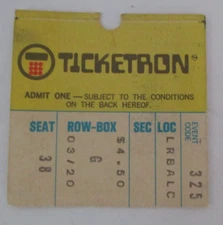 TICKETRON®
ADMIT ONE — SUBJECT TO THE CONDITIONS
ON THE BACK HEREOF.
SEAT ROW-BOX SEC LOC EVENT CODE
38 03/20 G $4.50 LRBALC 325